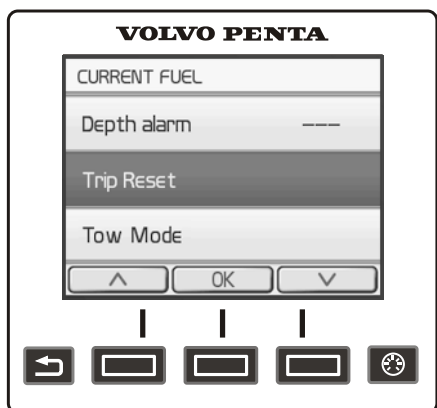 VOLVO PENTA
CURRENT FUEL
Depth alarm ---
Trip Reset
Tow Mode
OK